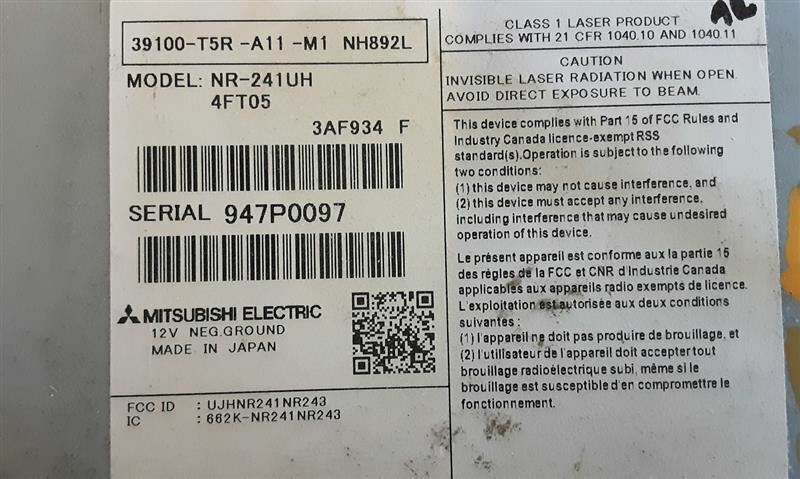 39100-T5R -A11 -M1 NH892L
MODEL: NR-241UH
4FT05
3AF934 F
SERIAL 947P0097
MITSUBISHI ELECTRIC
12V NEG.GROUND
MADE IN JAPAN
FCC ID : UJHNR241NR243
IC : 662K-NR241NR243
CLASS 1 LASER PRODUCT
COMPLIES WITH 21 CFR 1040.10 AND 1040.11
CAUTION
INVISIBLE LASER RADIATION WHEN OPEN.
AVOID DIRECT EXPOSURE TO BEAM.
This device complies with Part 15 of FCC Rules and
Industry Canada licence-exempt RSS
standard(s).Operation is subject to the following
two conditions:
(1) this device may not cause interference, and
(2) this device must accept any interference,
including interference that may cause undesired
operation of this device.
Le présent appareil est conforme aux la partie 15
des règles de la FCC et CNR d'Industrie Canada
applicables aux appareils radio exempts de licence.
L'exploitation est autorisée aux deux conditions
suivantes :
(1) l'appareil ne doit pas produire de brouillage, et
(2) l'utilisateur de l'appareil doit accepter tout
brouillage radioélectrique subi, même si le
brouillage est susceptible d'en compromettre le
fonctionnement.